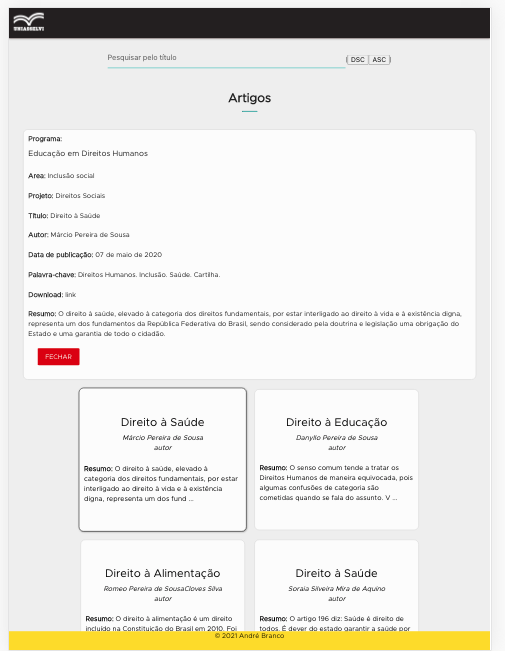 UNIASSELVI
Pesquisar pelo título
DSC
ASC
Artigos
Programa:
Educação em Direitos Humanos
Area: Inclusão social
Projeto: Direitos Sociais
Título: Direito à Saúde
Autor: Márcio Pereira de Sousa
Data de publicação: 07 de maio de 2020
Palavra-chave: Direitos Humanos. Inclusão. Saúde. Cartilha.
Download: link
Resumo: O direito à saúde, elevado à categoria dos direitos fundamentais, por estar interligado ao direito à vida e à existência digna,
representa um dos fundamentos da República Federativa do Brasil, sendo considerado pela doutrina e legislação uma obrigação do
Estado e uma garantia de todo o cidadão.
FECHAR
Direito à Saúde
Márcio Pereira de Sousa
autor
Resumo: O direito à saúde, elevado à
categoria dos direitos fundamentais, por estar
interligado ao direito à vida e à existência
digna, representa um dos fund ...
Direito à Educação
Danyllo Pereira de Sousa
autor
Resumo: O senso comum tende a tratar os
Direitos Humanos de maneira equivocada, pois
algumas confusões de categoria são
cometidas quando se fala do assunto. V ...
Direito à Alimentação
Romeo Pereira de SousaCloves Silva
autor
Resumo: O direito à alimentação é um direito
incluído na Constituição do Brasil em 2010. Foi
Direito à Saúde
Soraia Silveira Mira de Aquino
autor
Resumo: O artigo 196 diz: Saúde é direito de
todos. É dever do estado garantir a saúde por
© 2021 André Branco